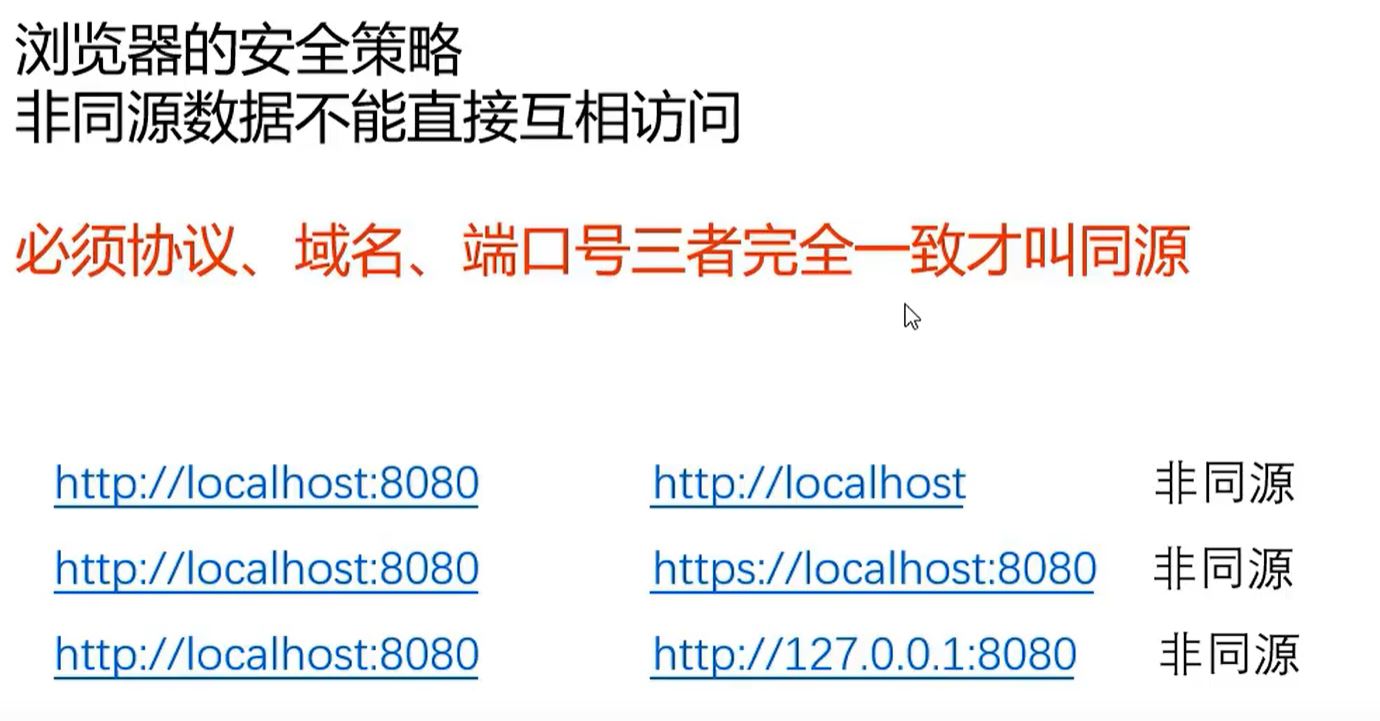 浏览器的安全策略
非同源数据不能直接互相访问
必须协议、域名、端口号三者完全一致才叫同源
http://localhost:8080 http://localhost 非同源
http://localhost:8080 https://localhost:8080 非同源
http://localhost:8080 http://127.0.0.1:8080 非同源